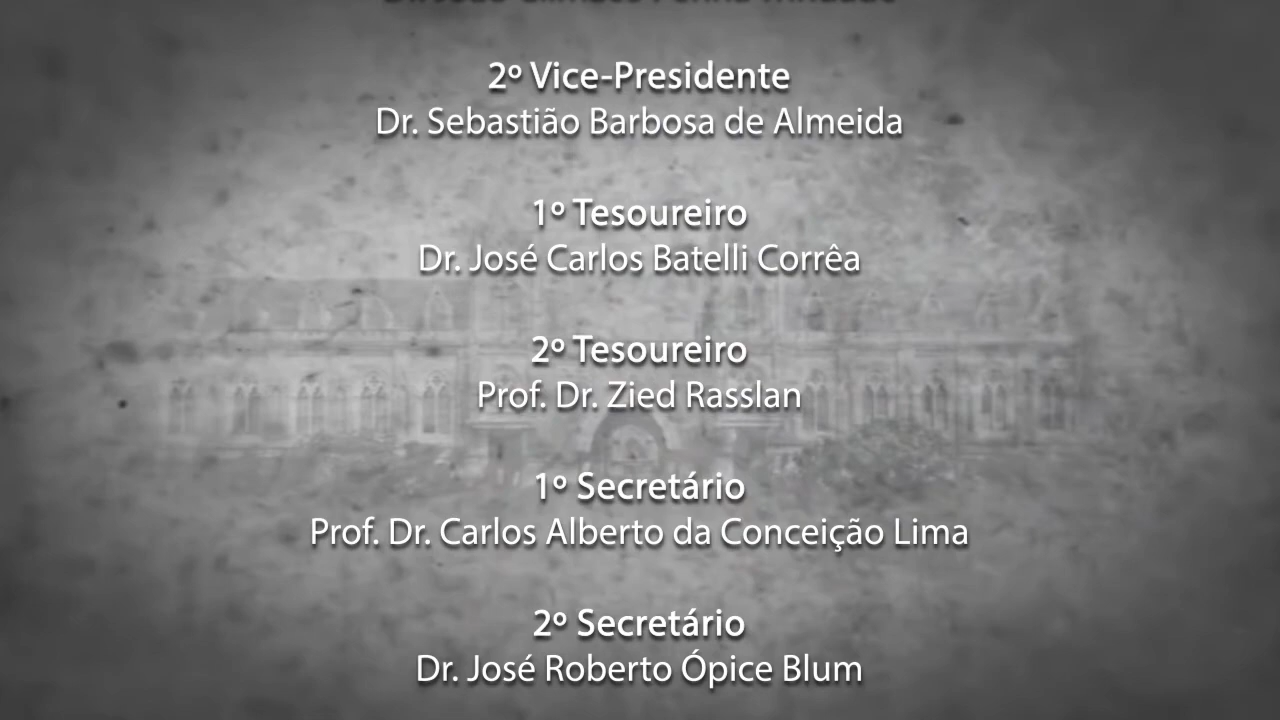 2º Vice-Presidente
Dr. Sebastião Barbosa de Almeida
1º Tesoureiro
Dr. José Carlos Batelli Corrêa
2º Tesoureiro
Prof. Dr. Zied Rasslan
1º Secretário
Prof. Dr. Carlos Alberto da Conceição Lima
2º Secretário
Dr. José Roberto Ópice Blum